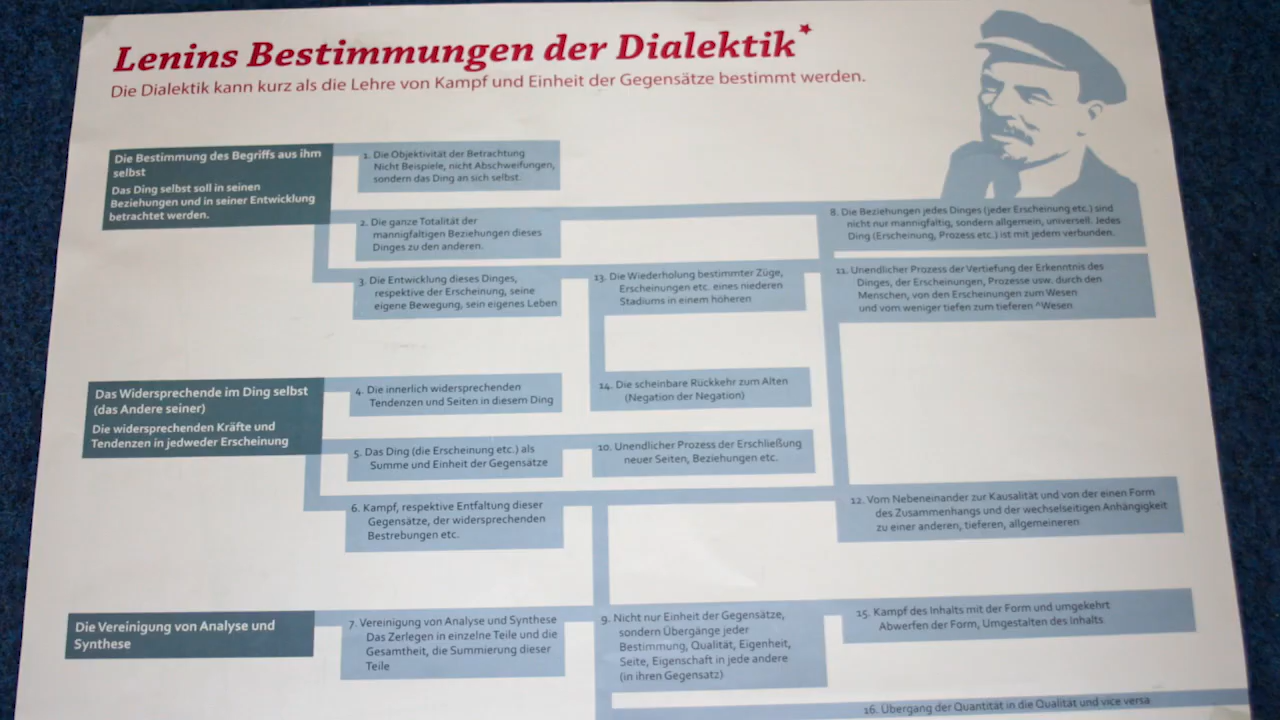 Lenins Bestimmungen der Dialektik*
Die Dialektik kann kurz als die Lehre von Kampf und Einheit der Gegensätze bestimmt werden.
Die Bestimmung des Begriffs aus ihm
selbst
Das Ding selbst soll in seinen
Beziehungen und in seiner Entwicklung
betrachtet werden.
1. Die Objektivität der Betrachtung
Nicht Beispiele, nicht Abschweifungen,
sondern das Ding an sich selbst.
2. Die ganze Totalität der
mannigfaltigen Beziehungen dieses
Dinges zu den anderen.
8. Die Beziehungen jedes Dinges (jeder Erscheinung etc.) sind
nicht nur mannigfaltig, sondern allgemein, universell. Jedes
Ding (Erscheinung, Prozess etc.) ist mit jedem verbunden.
3. Die Entwicklung dieses Dinges,
respektive der Erscheinung, seine
eigene Bewegung, sein eigenes Leben
13. Die Wiederholung bestimmter Züge,
Erscheinungen etc. eines niederen
Stadiums in einem höheren
11. Unendlicher Prozess der Vertiefung der Erkenntnis des
Dinges, der Erscheinungen, Prozesse usw. durch den
Menschen, von den Erscheinungen zum Wesen
und vom weniger tiefen zum tieferen ^Wesen
Das Widersprechende im Ding selbst
(das Andere seiner)
Die widersprechenden Kräfte und
Tendenzen in jedweder Erscheinung
4. Die innerlich widersprechenden
Tendenzen und Seiten in diesem Ding
14. Die scheinbare Rückkehr zum Alten
(Negation der Negation)
5. Das Ding (die Erscheinung etc.) als
Summe und Einheit der Gegensätze
10. Unendlicher Prozess der Erschließung
neuer Seiten, Beziehungen etc.
6. Kampf, respektive Entfaltung dieser
Gegensätze, der widersprechenden
Bestrebungen etc.
12. Vom Nebeneinander zur Kausalität und von der einen Form
des Zusammenhangs und der wechselseitigen Anhängigkeit
zu einer anderen, tieferen, allgemeineren
Die Vereinigung von Analyse und
Synthese
7. Vereinigung von Analyse und Synthese
Das Zerlegen in einzelne Teile und die
Gesamtheit, die Summierung dieser
Teile
9. Nicht nur Einheit der Gegensätze,
sondern Übergänge jeder
Bestimmung, Qualität, Eigenheit,
Seite, Eigenschaft in jede andere
(in ihren Gegensatz)
15. Kampf des Inhalts mit der Form und umgekehrt
Abwerfen der Form, Umgestalten des Inhalts
16. Übergang der Quantität in die Qualität und vice versa